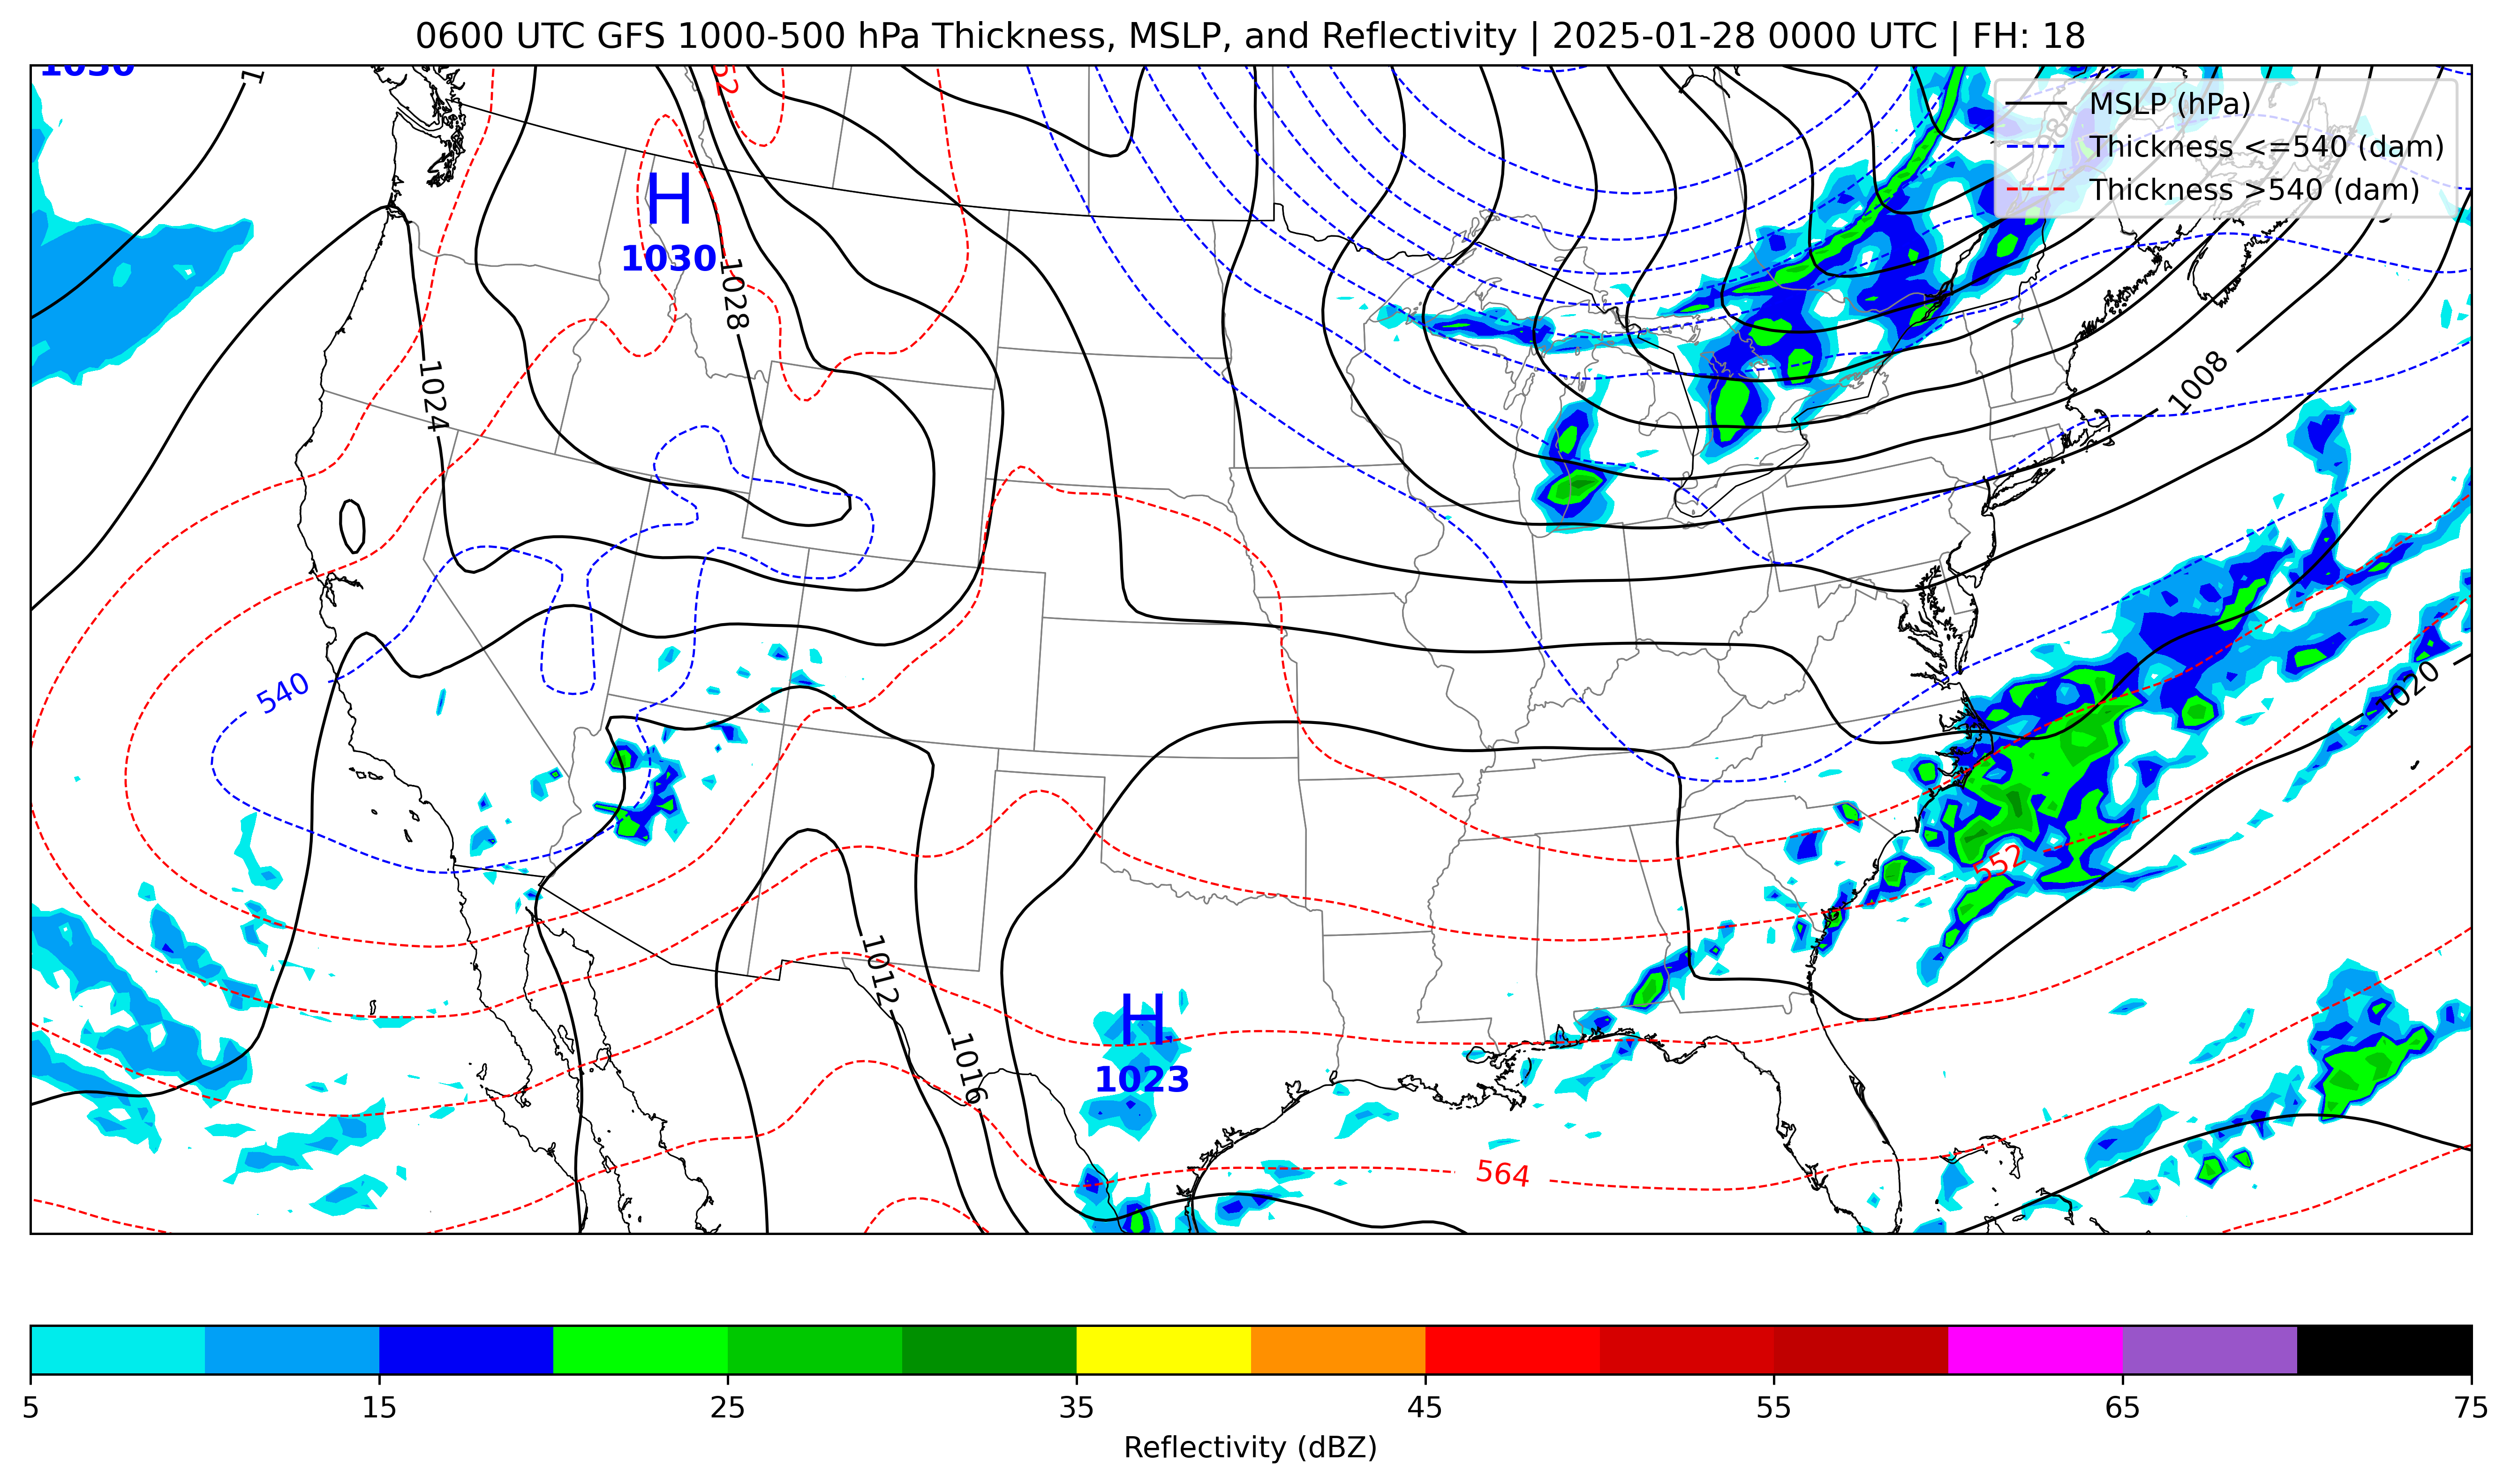 0600 UTC GFS 1000-500 hPa Thickness, MSLP, and Reflectivity | 2025-01-28 0000 UTC | FH: 18
1030
MSLP (hPa)
Thickness <=540 (dam)
Thickness >540 (dam)
H
1030
1028
1024
1008
540
1020
552
1012
H
1023
1016
564
5 15 25 35 45 55 65 75
Reflectivity (dBZ)